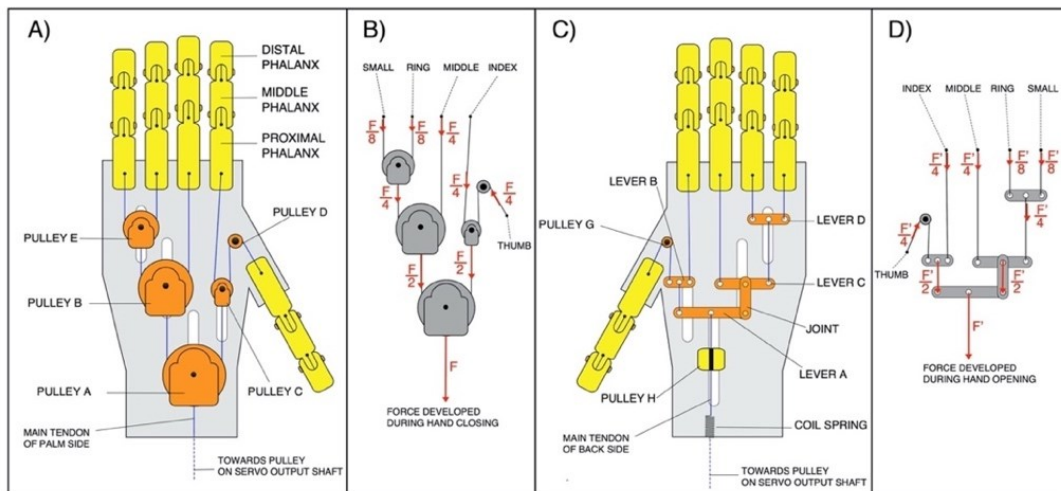 A)
DISTAL
PHALANX
MIDDLE
PHALANX
PROXIMAL
PHALANX
PULLEY D
PULLEY E
PULLEY B
PULLEY A
PULLEY C
MAIN TENDON
OF PALM SIDE
TOWARDS PULLEY
ON SERVO OUTPUT SHAFT
B)
SMALL RING MIDDLE INDEX
F/8 F/8 F/4
F/4 F/4 F/4
THUMB
F/2 F/2
F
FORCE DEVELOPED
DURING HAND CLOSING
C)
LEVER B
PULLEY G
LEVER D
LEVER C
JOINT
LEVER A
PULLEY H
COIL SPRING
MAIN TENDON
OF BACK SIDE
TOWARDS PULLEY
ON SERVO OUTPUT SHAFT
D)
INDEX MIDDLE RING SMALL
F'/4 F'/4 F'/8 F'/8
F'/4 F'/4
THUMB
F'/2 F'/2
F'
FORCE DEVELOPED
DURING HAND OPENING